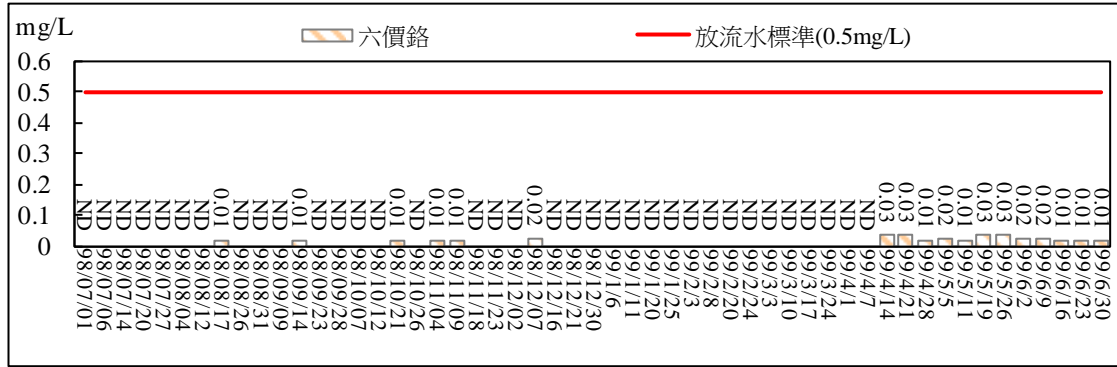 mg/L
六價鉻
放流水標準(0.5mg/L)
0.6
0.5
0.4
0.3
0.2
0.1
0
ND ND ND ND ND ND ND 0.01 ND ND ND 0.01 ND ND ND ND 0.01 ND 0.01 0.01 ND ND ND 0.02 ND ND ND ND ND ND ND ND ND ND ND ND ND ND ND ND ND 0.03 0.03 0.01 0.02 0.01 0.03 0.03 0.02 0.02 0.01 0.01 0.01
98/07/01 98/07/06 98/07/14 98/07/20 98/07/27 98/08/04 98/08/12 98/08/17 98/08/26 98/08/31 98/09/09 98/09/14 98/09/23 98/09/28 98/10/07 98/10/12 98/10/21 98/10/26 98/11/04 98/11/09 98/11/18 98/11/23 98/12/02 98/12/07 98/12/16 98/12/21 98/12/30 99/1/6 99/1/11 99/1/20 99/1/25 99/2/3 99/2/8 99/2/20 99/2/24 99/3/3 99/3/10 99/3/17 99/3/24 99/4/1 99/4/7 99/4/14 99/4/21 99/4/28 99/5/5 99/5/11 99/5/19 99/5/26 99/6/2 99/6/9 99/6/16 99/6/23 99/6/30